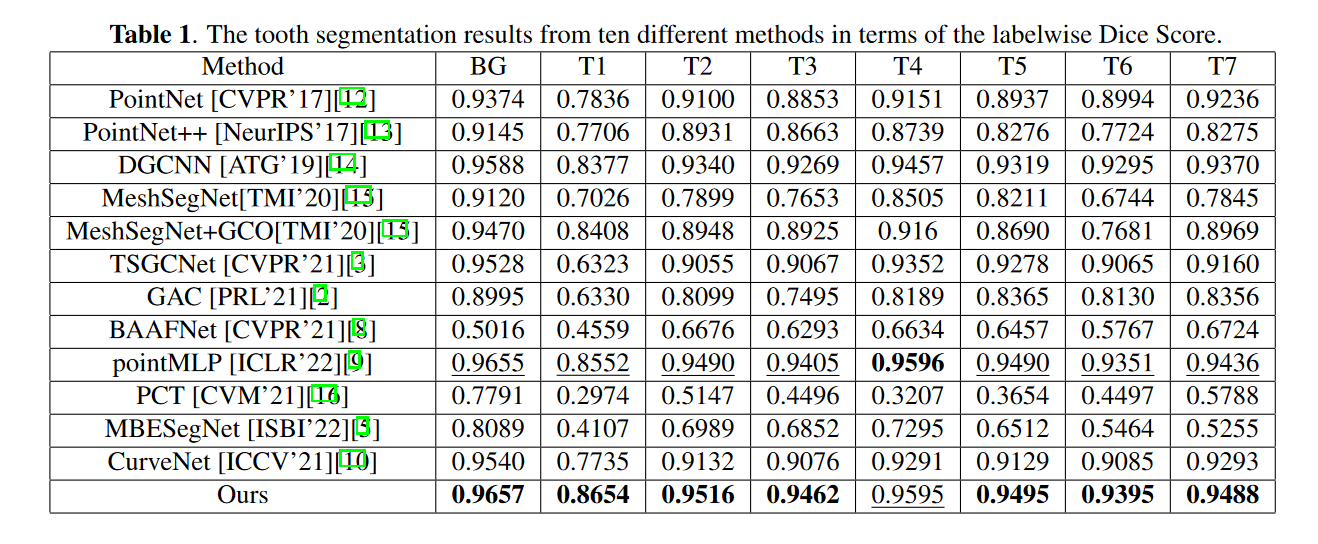 Table 1. The tooth segmentation results from ten different methods in terms of the labelwise Dice Score.
Method BG T1 T2 T3 T4 T5 T6 T7
PointNet [CVPR'17][12] 0.9374 0.7836 0.9100 0.8853 0.9151 0.8937 0.8994 0.9236
PointNet++ [NeurIPS'17][13] 0.9145 0.7706 0.8931 0.8663 0.8739 0.8276 0.7724 0.8275
DGCNN [ATG'19][14] 0.9588 0.8377 0.9340 0.9269 0.9457 0.9319 0.9295 0.9370
MeshSegNet[TMI'20][15] 0.9120 0.7026 0.7899 0.7653 0.8505 0.8211 0.6744 0.7845
MeshSegNet+GCO[TMI'20][15] 0.9470 0.8408 0.8948 0.8925 0.916 0.8690 0.7681 0.8969
TSGCNet [CVPR'21][3] 0.9528 0.6323 0.9055 0.9067 0.9352 0.9278 0.9065 0.9160
GAC [PRL'21][2] 0.8995 0.6330 0.8099 0.7495 0.8189 0.8365 0.8130 0.8356
BAAFNet [CVPR'21][8] 0.5016 0.4559 0.6676 0.6293 0.6634 0.6457 0.5767 0.6724
pointMLP [ICLR'22][9] 0.9655 0.8552 0.9490 0.9405 0.9596 0.9490 0.9351 0.9436
PCT [CVM'21][16] 0.7791 0.2974 0.5147 0.4496 0.3207 0.3654 0.4497 0.5788
MBESegNet [ISBI'22][5] 0.8089 0.4107 0.6989 0.6852 0.7295 0.6512 0.5464 0.5255
CurveNet [ICCV'21][10] 0.9540 0.7735 0.9132 0.9076 0.9291 0.9129 0.9085 0.9293
Ours 0.9657 0.8654 0.9516 0.9462 0.9595 0.9495 0.9395 0.9488